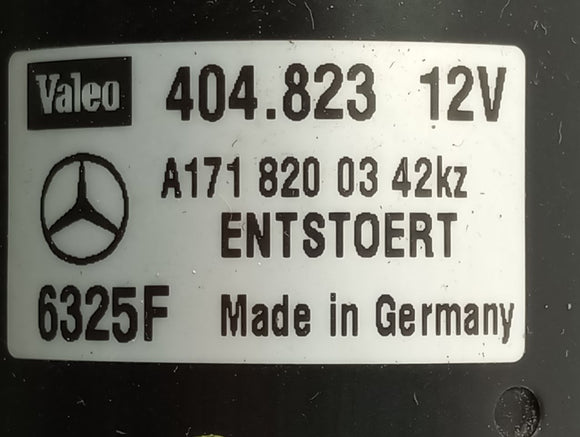 Valeo 404.823 12V
A171 820 03 42kz
ENTSTOERT
6325F Made in Germany